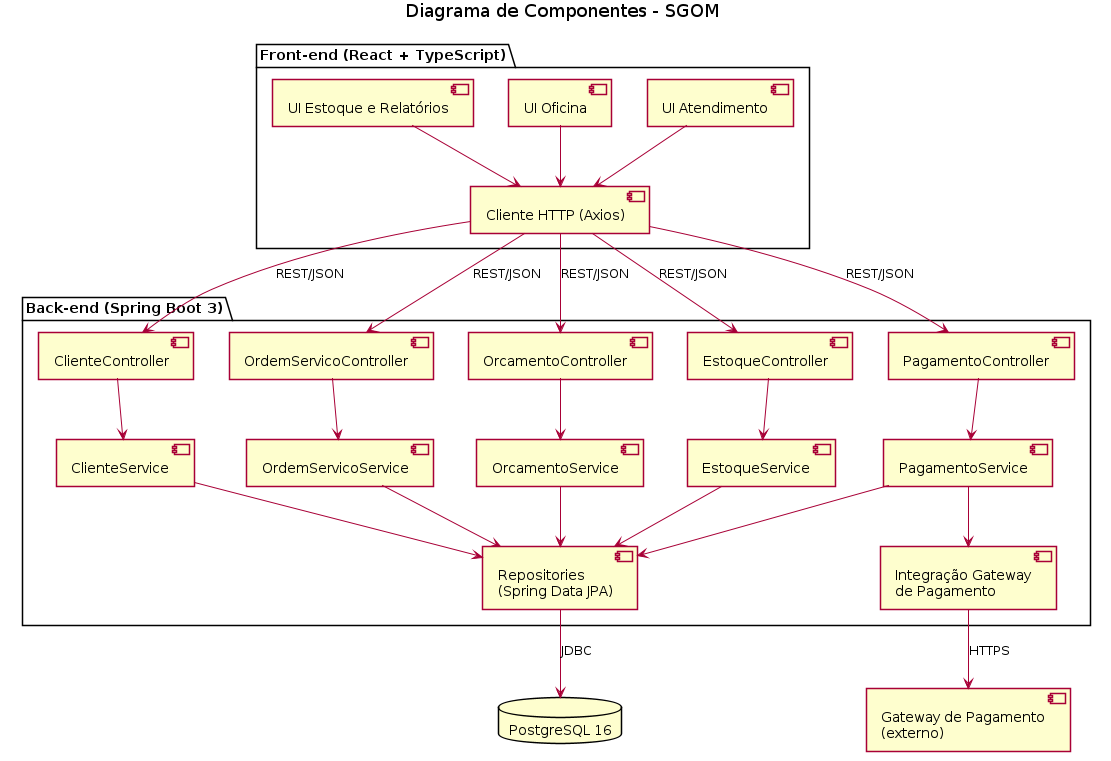 Diagrama de Componentes - SGOM
Front-end (React + TypeScript)
UI Estoque e Relatórios
UI Oficina
UI Atendimento
Cliente HTTP (Axios)
REST/JSON
REST/JSON
REST/JSON
REST/JSON
REST/JSON
Back-end (Spring Boot 3)
ClienteController
OrdemServicoController
OrcamentoController
EstoqueController
PagamentoController
ClienteService
OrdemServicoService
OrcamentoService
EstoqueService
PagamentoService
Repositories
(Spring Data JPA)
Integração Gateway
de Pagamento
JDBC
HTTPS
PostgreSQL 16
Gateway de Pagamento
(externo)